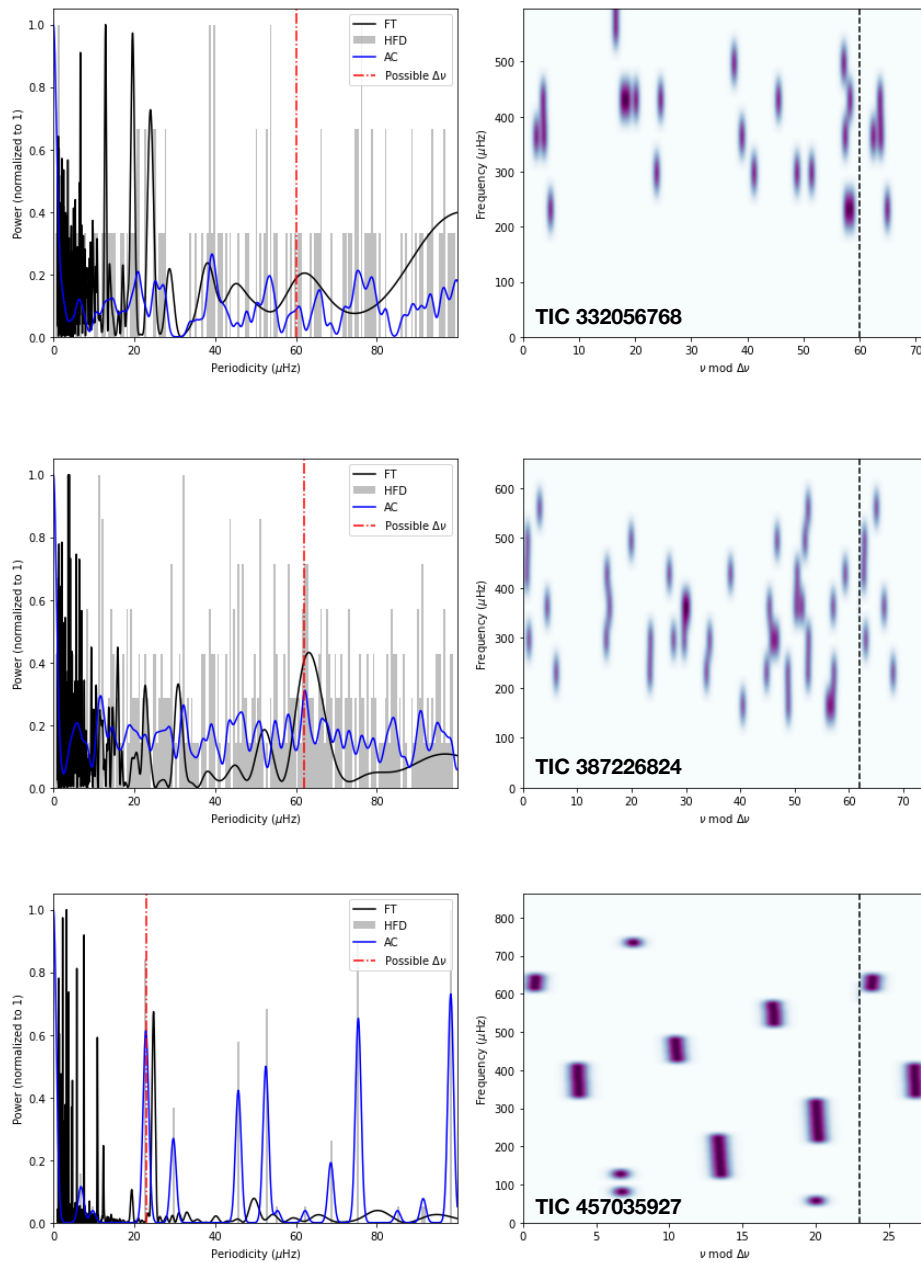 1.0
0.8
0.6
0.4
0.2
0.0
Power (normalized to 1)
0 20 40 60 80
Periodicity (μHz)
FT
HFD
AC
Possible Δν
500
400
300
200
100
0
Frequency (μHz)
TIC 332056768
0 10 20 30 40 50 60 70
ν mod Δν
1.0
0.8
0.6
0.4
0.2
0.0
Power (normalized to 1)
0 20 40 60 80
Periodicity (μHz)
FT
HFD
AC
Possible Δν
600
500
400
300
200
100
0
Frequency (μHz)
TIC 387226824
0 10 20 30 40 50 60 70
ν mod Δν
1.0
0.8
0.6
0.4
0.2
0.0
Power (normalized to 1)
0 20 40 60 80
Periodicity (μHz)
FT
HFD
AC
Possible Δν
800
700
600
500
400
300
200
100
0
Frequency (μHz)
TIC 457035927
0 5 10 15 20 25
ν mod Δν